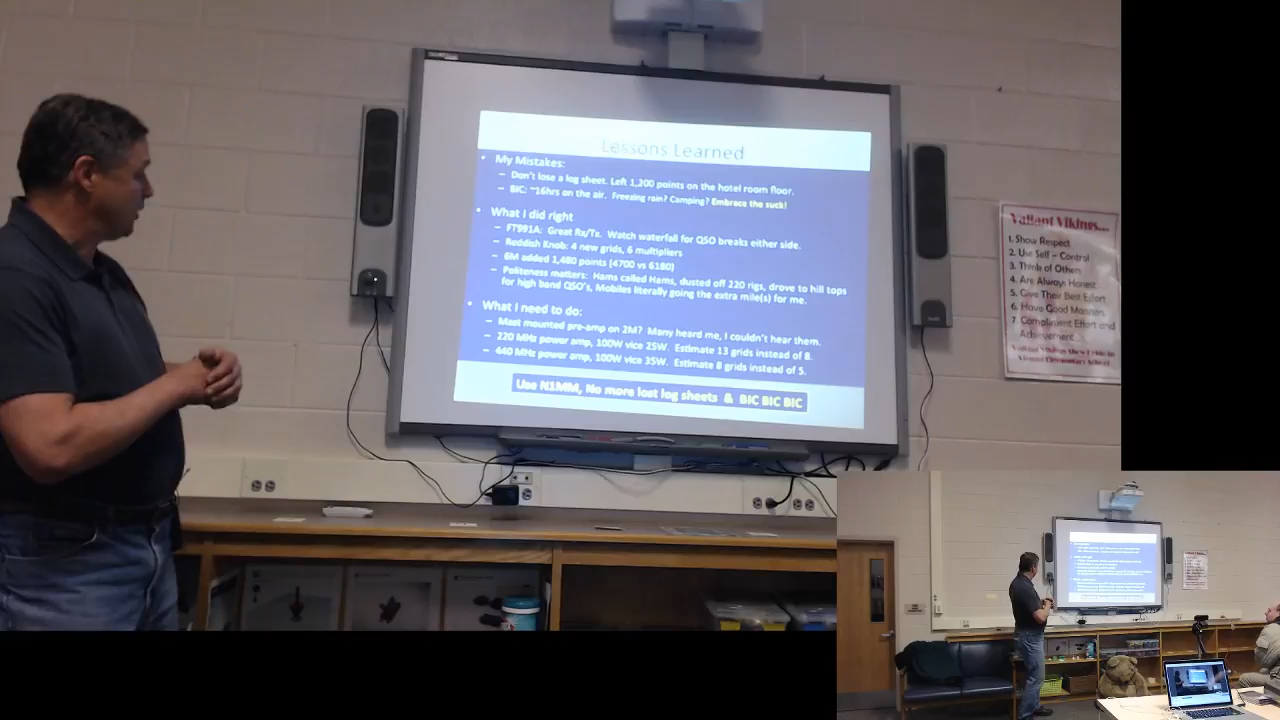 Lessons Learned
• My Mistakes:
– Don't lose a log sheet. Left 1,200 points on the hotel room floor.
– BIC: ~16hrs on the air. Freezing rain? Camping? Embrace the suck!
• What I did right
– FT991A: Great Rx/Tx. Watch waterfall for QSO breaks either side.
– Reddish Knob: 4 new grids, 6 multipliers
– 6M added 1,480 points (4700 vs 6180)
– Politeness matters: Hams called Hams, dusted off 220 rigs, drove to hill tops
for high band QSO's, Mobiles literally going the extra mile(s) for me.
• What I need to do:
– Mast mounted pre-amp on 2M? Many heard me, I couldn't hear them.
– 220 MHz power amp, 100W vice 25W. Estimate 13 grids instead of 8.
– 440 MHz power amp, 100W vice 35W. Estimate 8 grids instead of 5.
Use N1MM, No more lost log sheets & BIC BIC BIC
Valiant Vikings...
1. Show Respect
2. Use Self – Control
3. Think of Others
4. Are Always Honest
5. Give Their Best Effort
6. Have Good Manners
7. Compliment Effort and
Achievement